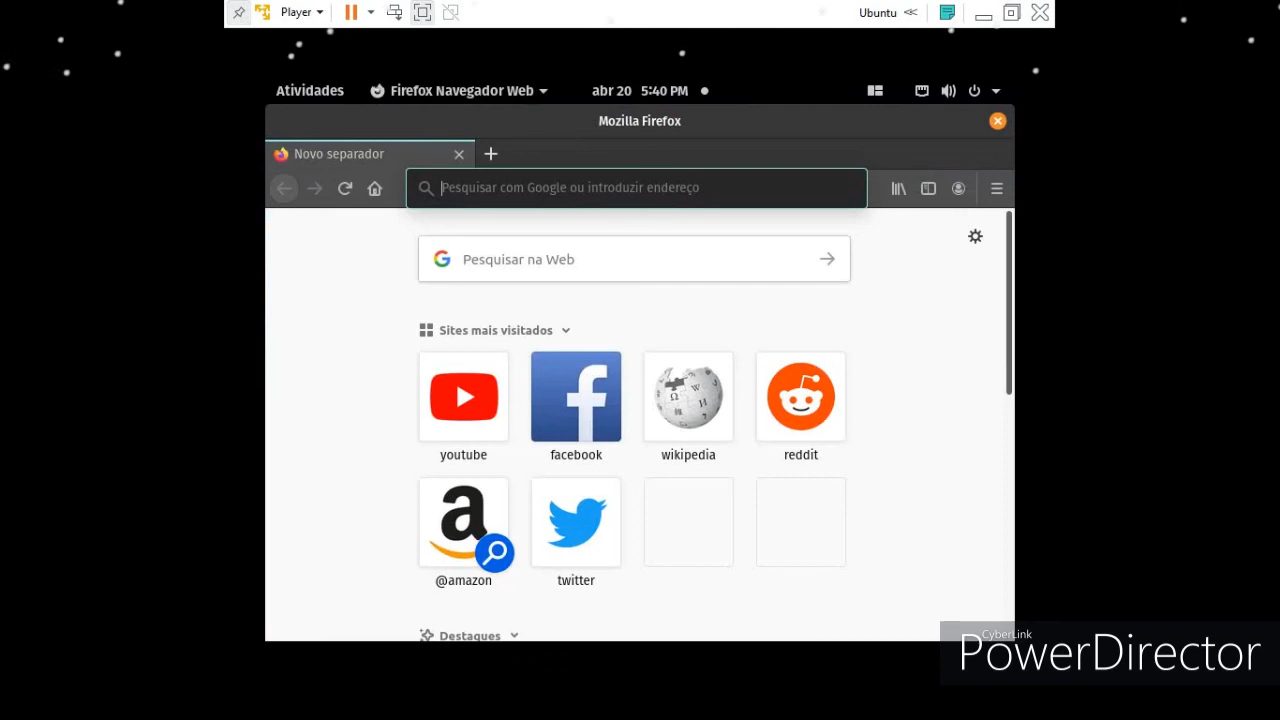 Player
Ubuntu
Atividades Firefox Navegador Web abr 20 5:40 PM
Mozilla Firefox
Novo separador
Pesquisar com Google ou introduzir endereço
Pesquisar na Web
Sites mais visitados
youtube facebook wikipedia reddit
@amazon twitter
Destaques
CyberLink
PowerDirector